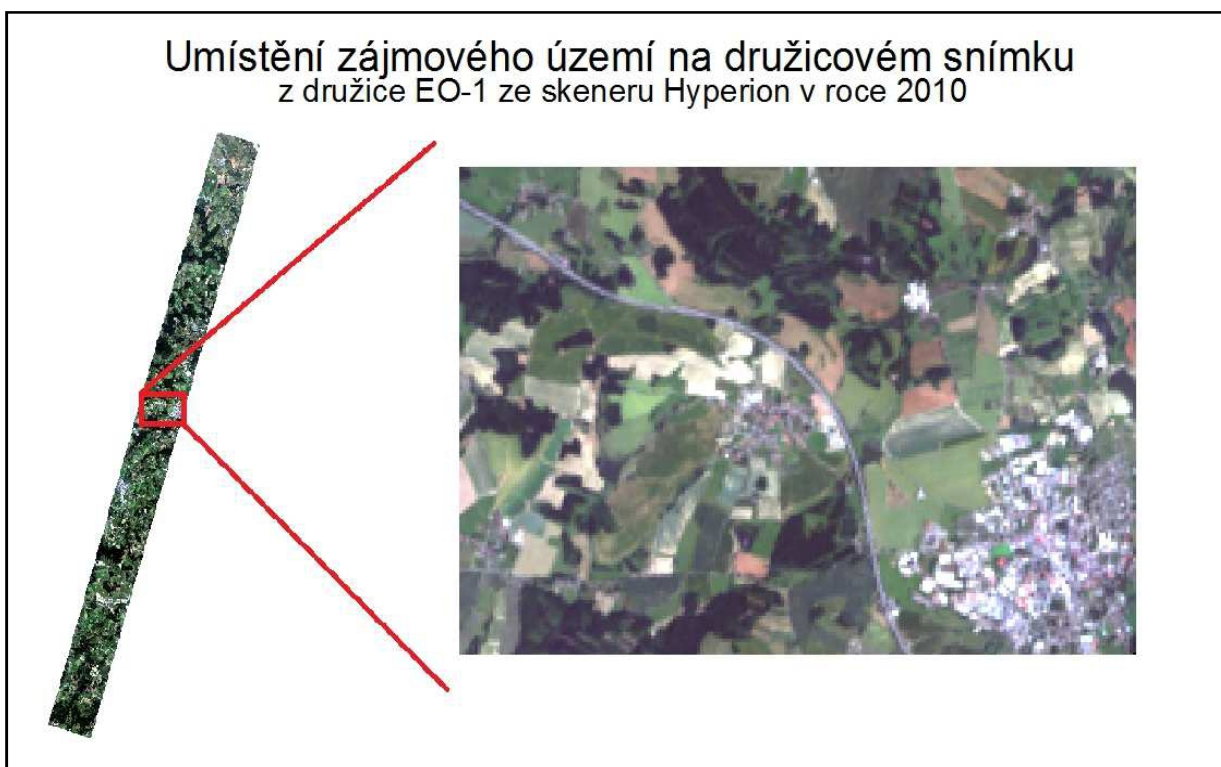 Umístění zájmového území na družicovém snímku
z družice EO-1 ze skeneru Hyperion v roce 2010